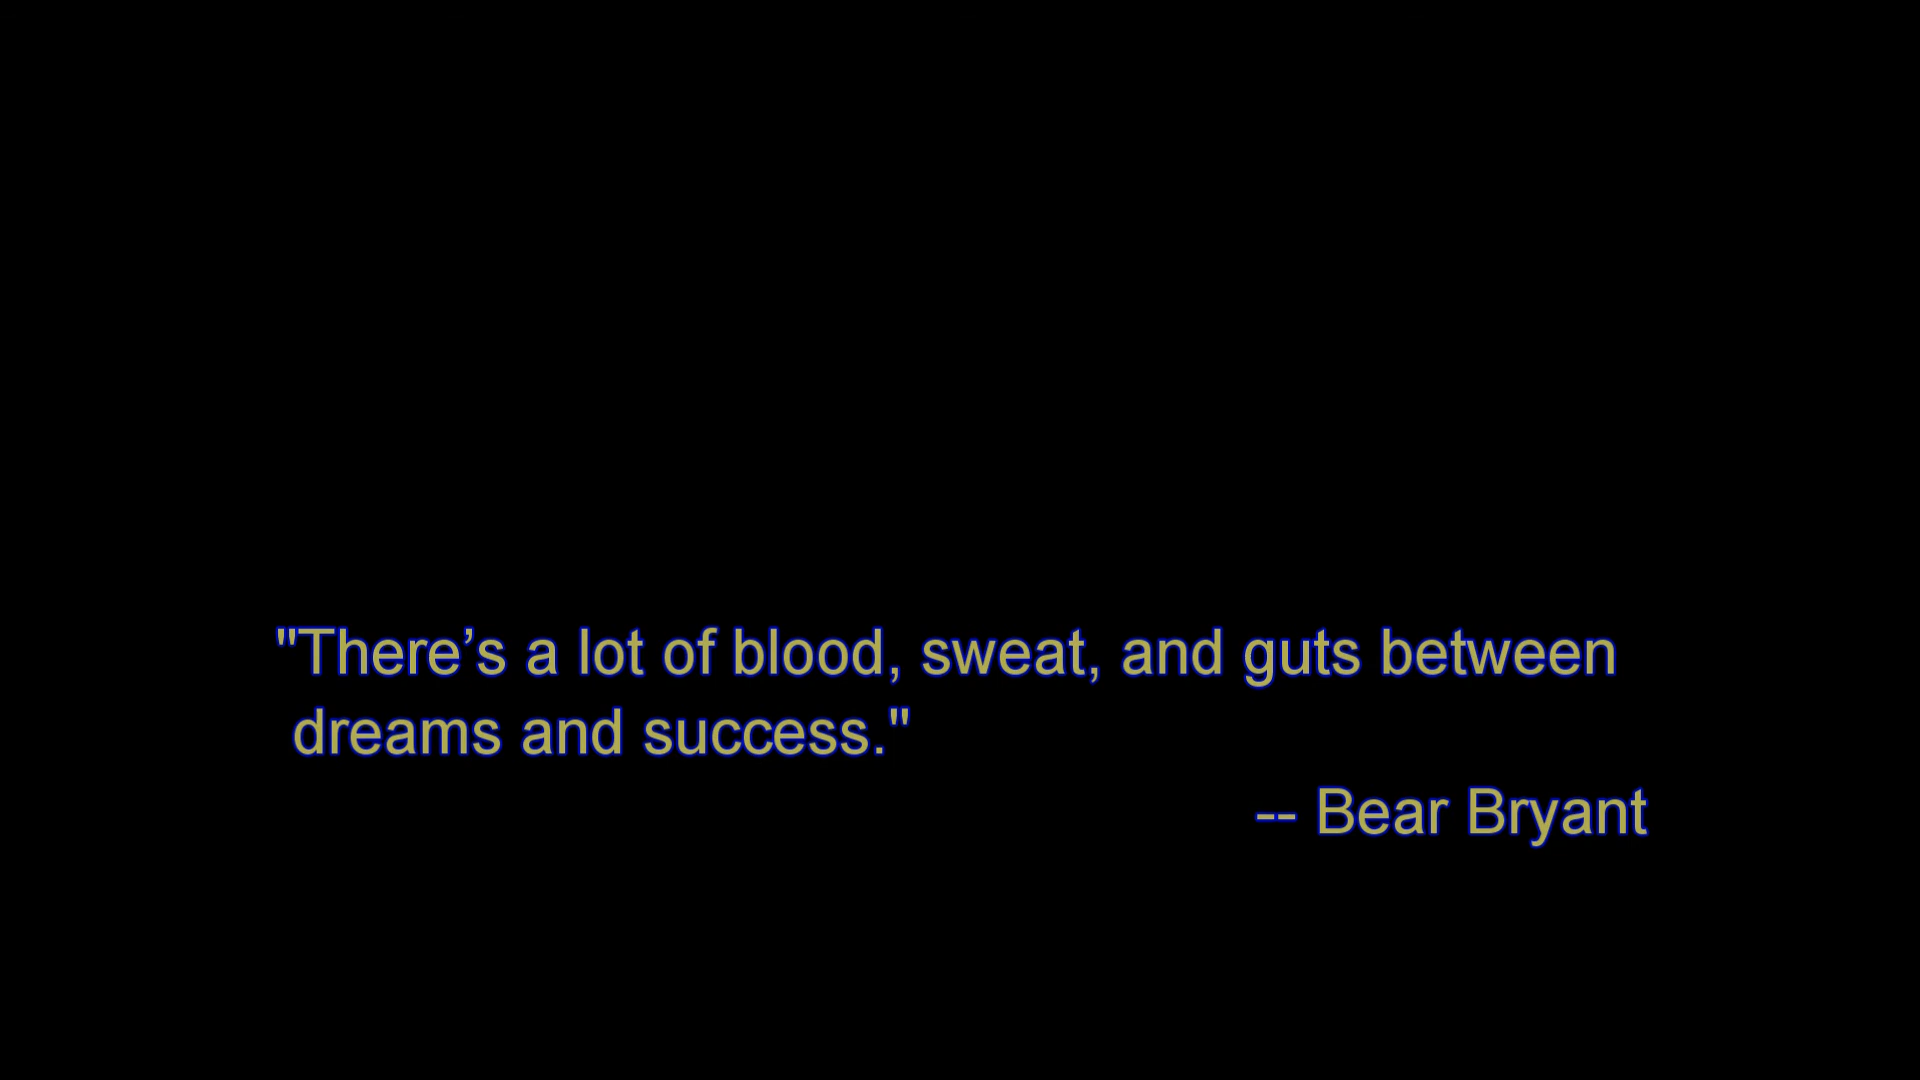 "There’s a lot of blood, sweat, and guts between
dreams and success."
-- Bear Bryant